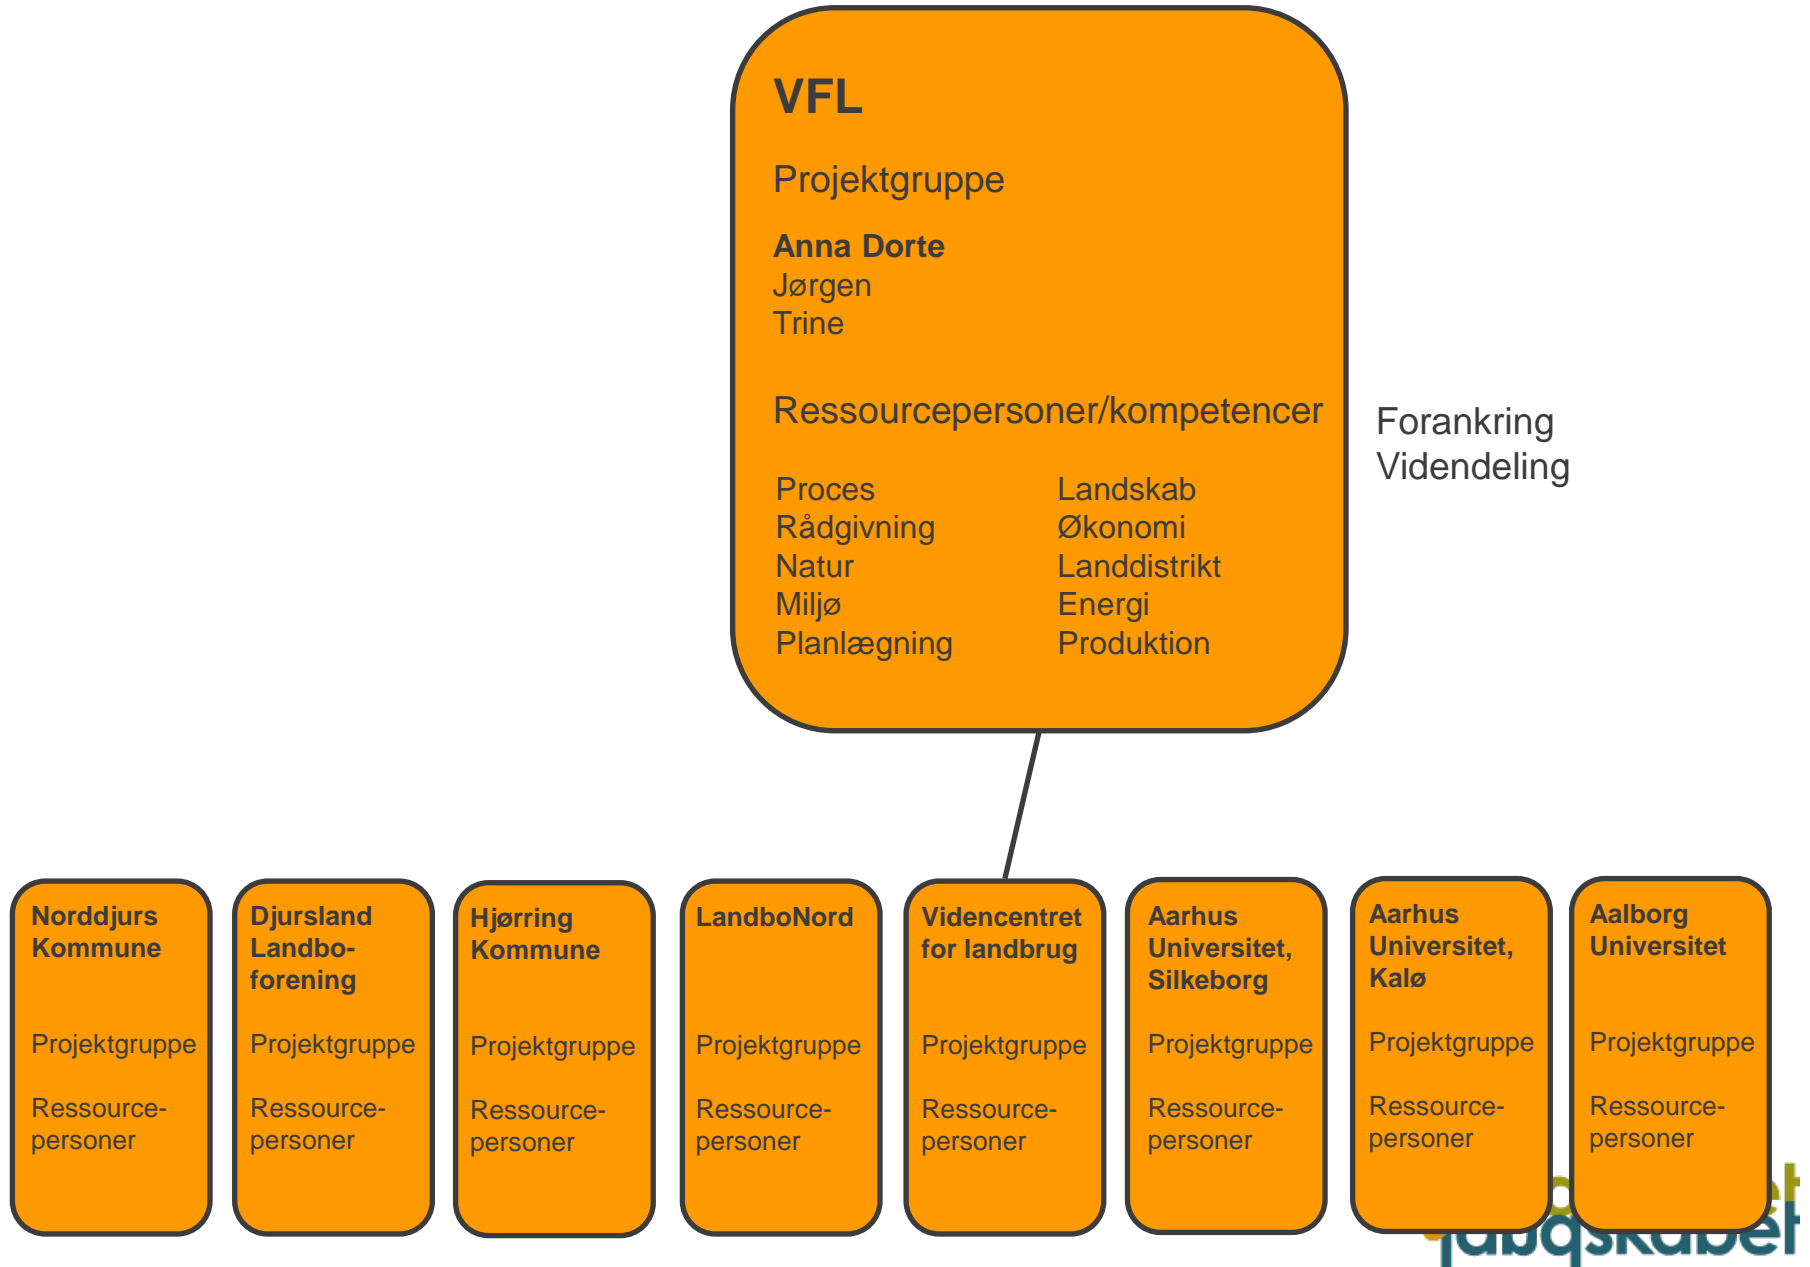 VFL
Projektgruppe
Anna Dorte
Jørgen
Trine
Ressourcepersoner/kompetencer
Proces
Rådgivning
Natur
Miljø
Planlægning
Landskab
Økonomi
Landdistrikt
Energi
Produktion
Forankring
Videndeling
Norddjurs
Kommune
Projektgruppe
Ressource-
personer
Djursland
Landbo-
forening
Projektgruppe
Ressource-
personer
Hjørring
Kommune
Projektgruppe
Ressource-
personer
LandboNord
Projektgruppe
Ressource-
personer
Videncentret
for landbrug
Projektgruppe
Ressource-
personer
Aarhus
Universitet,
Silkeborg
Projektgruppe
Ressource-
personer
Aarhus
Universitet,
Kalø
Projektgruppe
Ressource-
personer
Aalborg
Universitet
Projektgruppe
Ressource-
personer